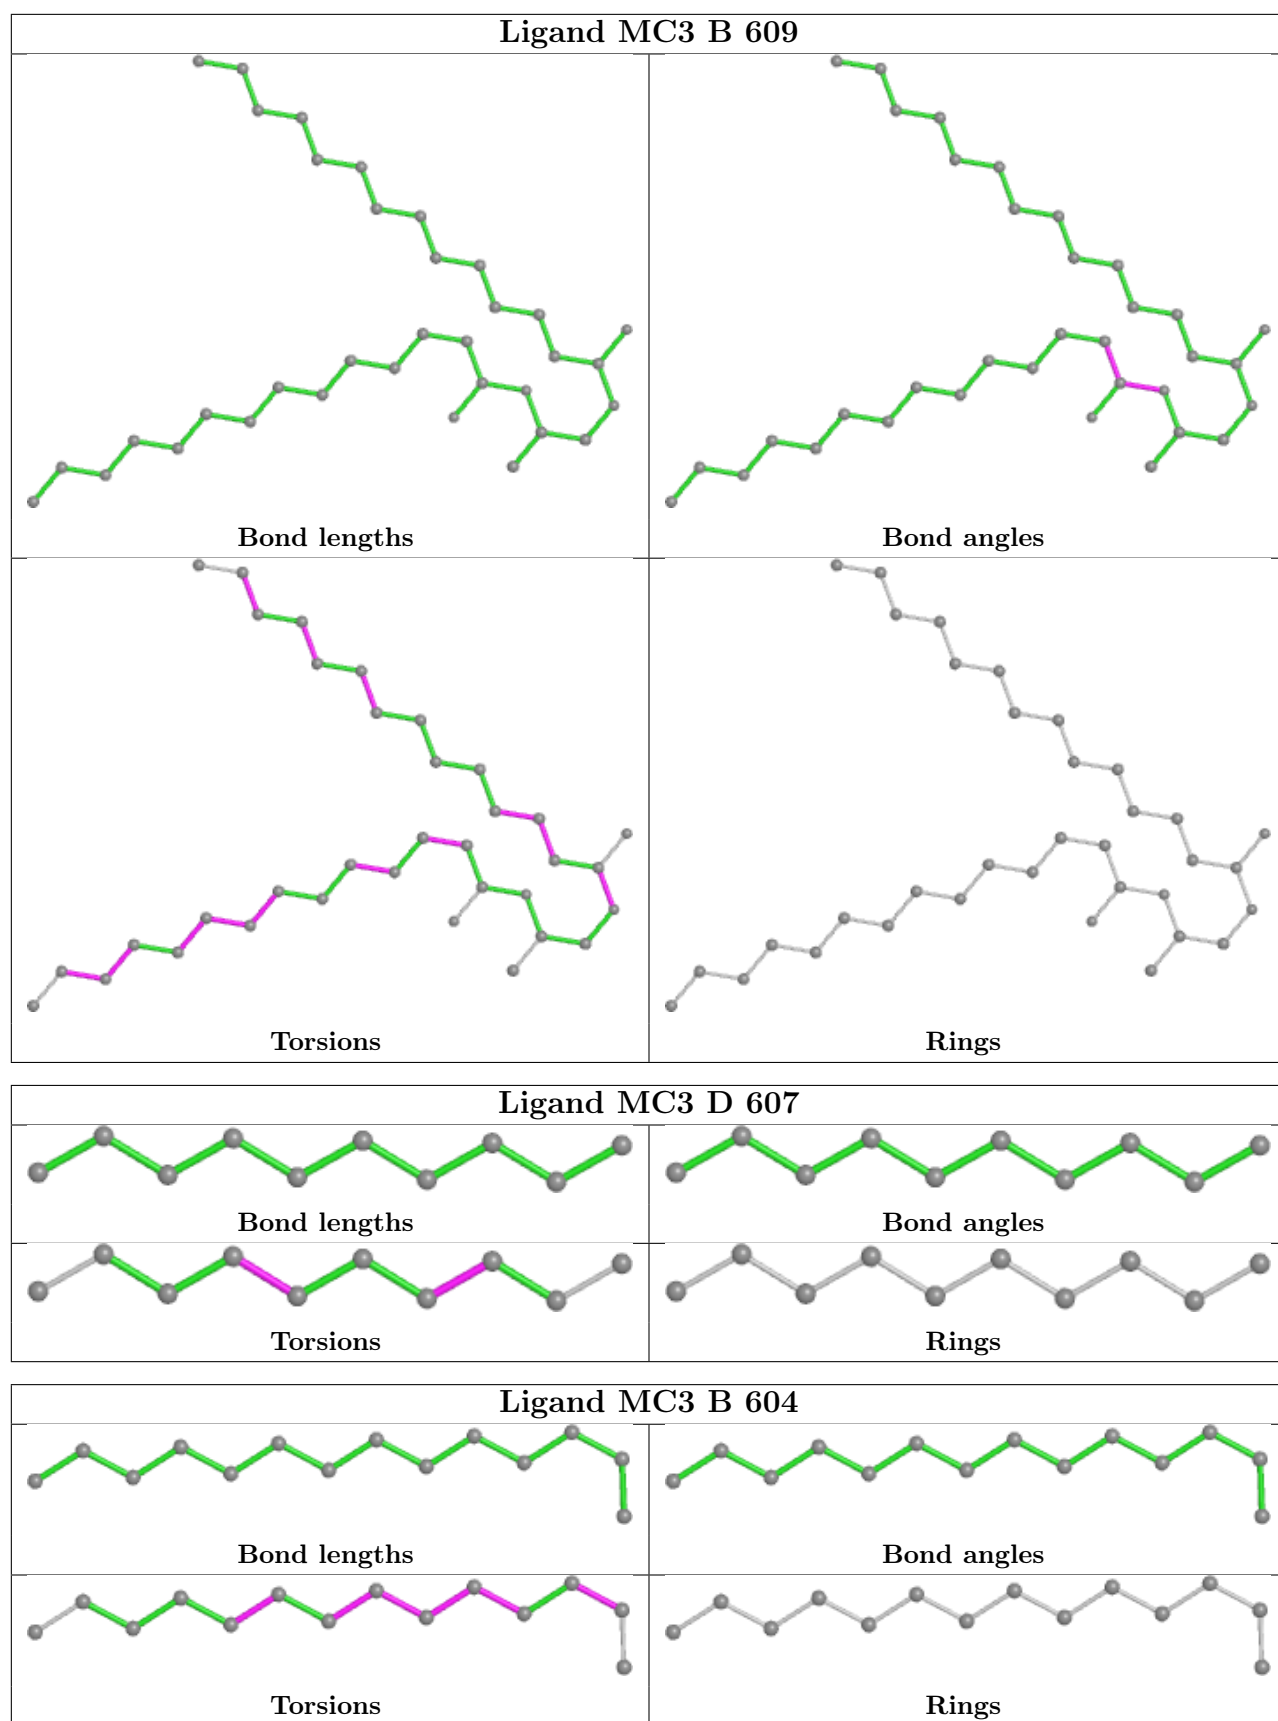 Ligand MC3 B 609
Bond lengths
Bond angles
Torsions
Rings
Ligand MC3 D 607
Bond lengths
Bond angles
Torsions
Rings
Ligand MC3 B 604
Bond lengths
Bond angles
Torsions
Rings